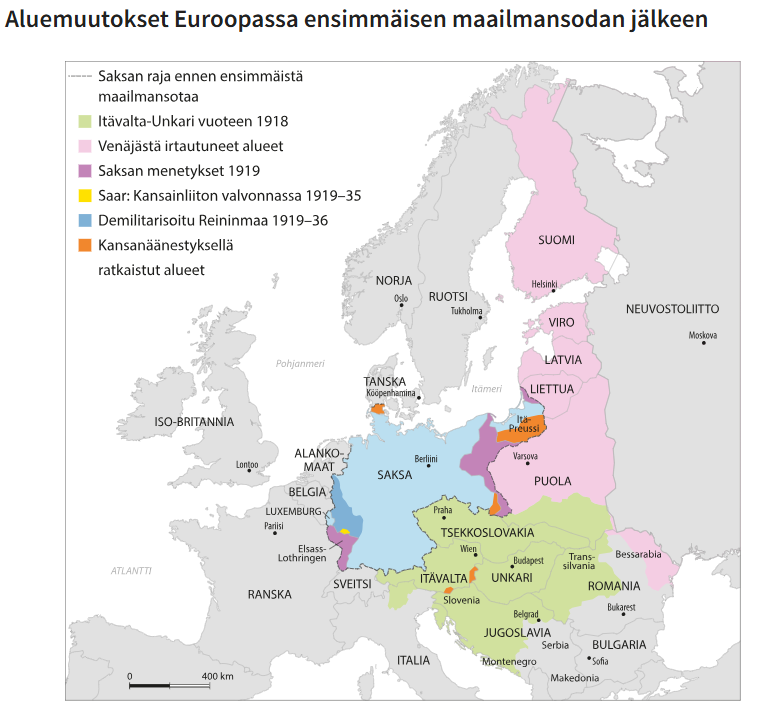 Aluemuutokset Euroopassa ensimmäisen maailmansodan jälkeen
Saksan raja ennen ensimmäistä
maailmansotaa
Itävalta-Unkari vuoteen 1918
Venäjästä irtautuneet alueet
Saksan menetykset 1919
Saar: Kansainliiton valvonnassa 1919–35
Demilitarisoitu Reininmaa 1919–36
Kansanäänestyksellä
ratkaistut alueet
SUOMI
Helsinki
NORJA
Oslo
RUOTSI
Tukholma
NEUVOSTOLIITTO
Moskova
VIRO
LATVIA
LIETTUA
Pohjanmeri
Itämeri
TANSKA
Kööpenhamina
ISO-BRITANNIA
Lontoo
Itä-
Preussi
ALANKO-
MAAT
Berliini
SAKSA
Varsova
PUOLA
BELGIA
LUXEMBURG
Pariisi
Praha
TSEKKOSLOVAKIA
Elsass-
Lothringen
Wien
Budapest
Tran-
silvania
Bessarabia
ATLANTTI
RANSKA
SVEITSI
ITÄVALTA
UNKARI
ROMANIA
Slovenia
Belgrad
Bukarest
JUGOSLAVIA
Serbia
BULGARIA
Sofia
ITALIA
Montenegro
Makedonia
0
400 km